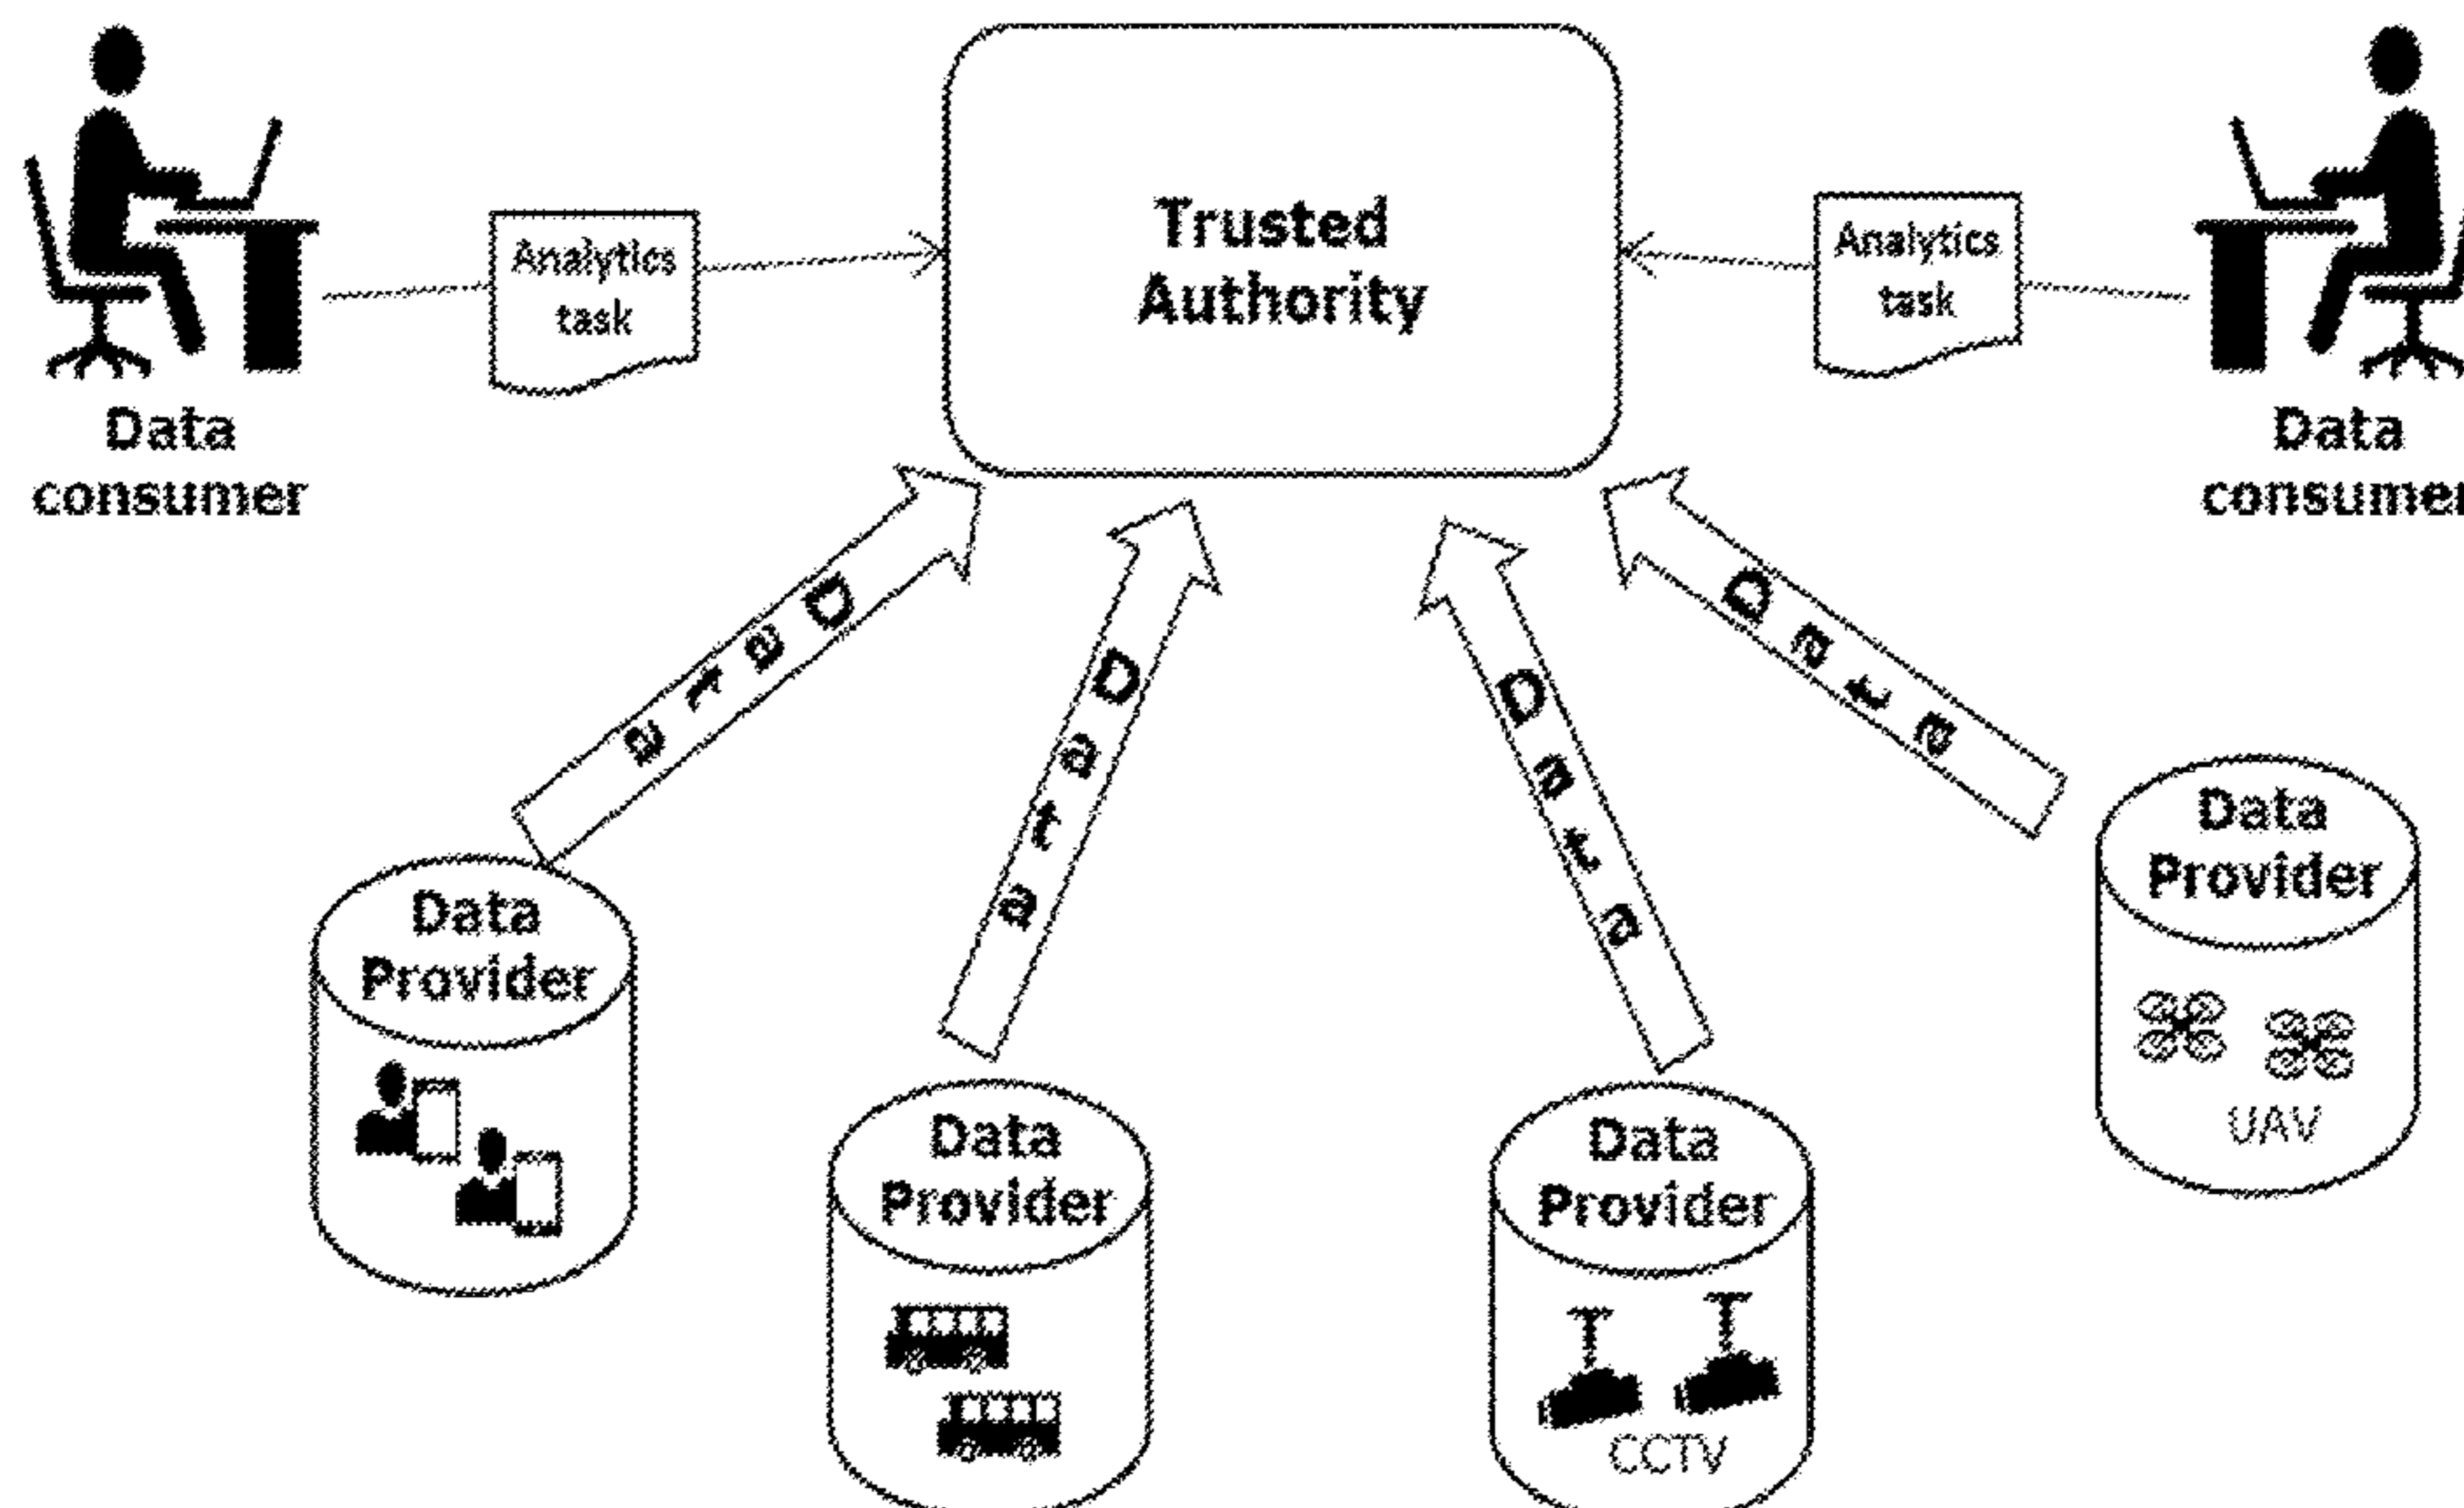 Trusted
Authority
Analytics
task
Analytics
task
Data
consumer
Data
consumer
Data
Data
Data
Data
Data
Provider
Data
Provider
UAV
Data
Provider
Data
Provider
CCTV